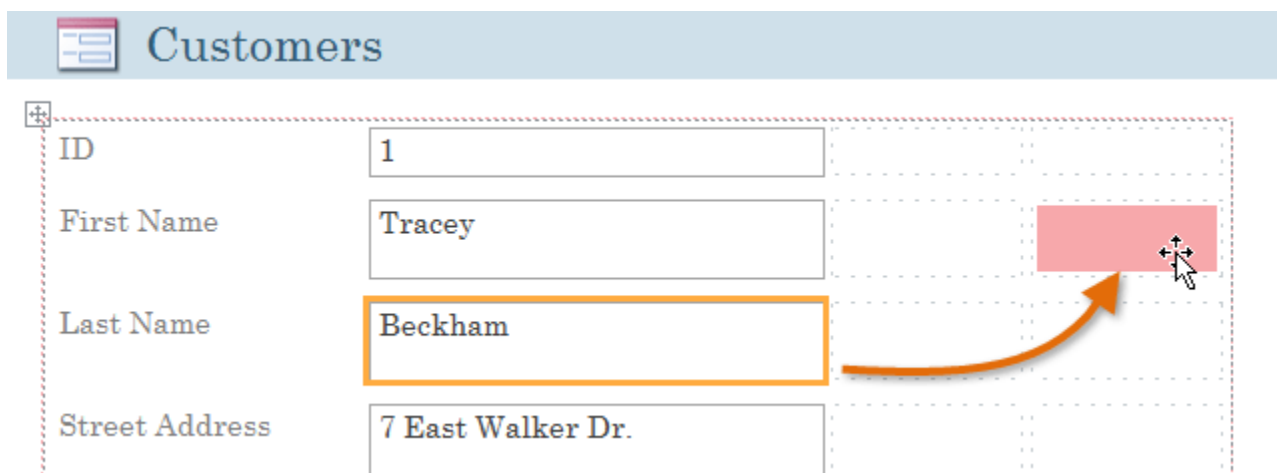 Customers
ID 1
First Name Tracey
Last Name Beckham
Street Address 7 East Walker Dr.